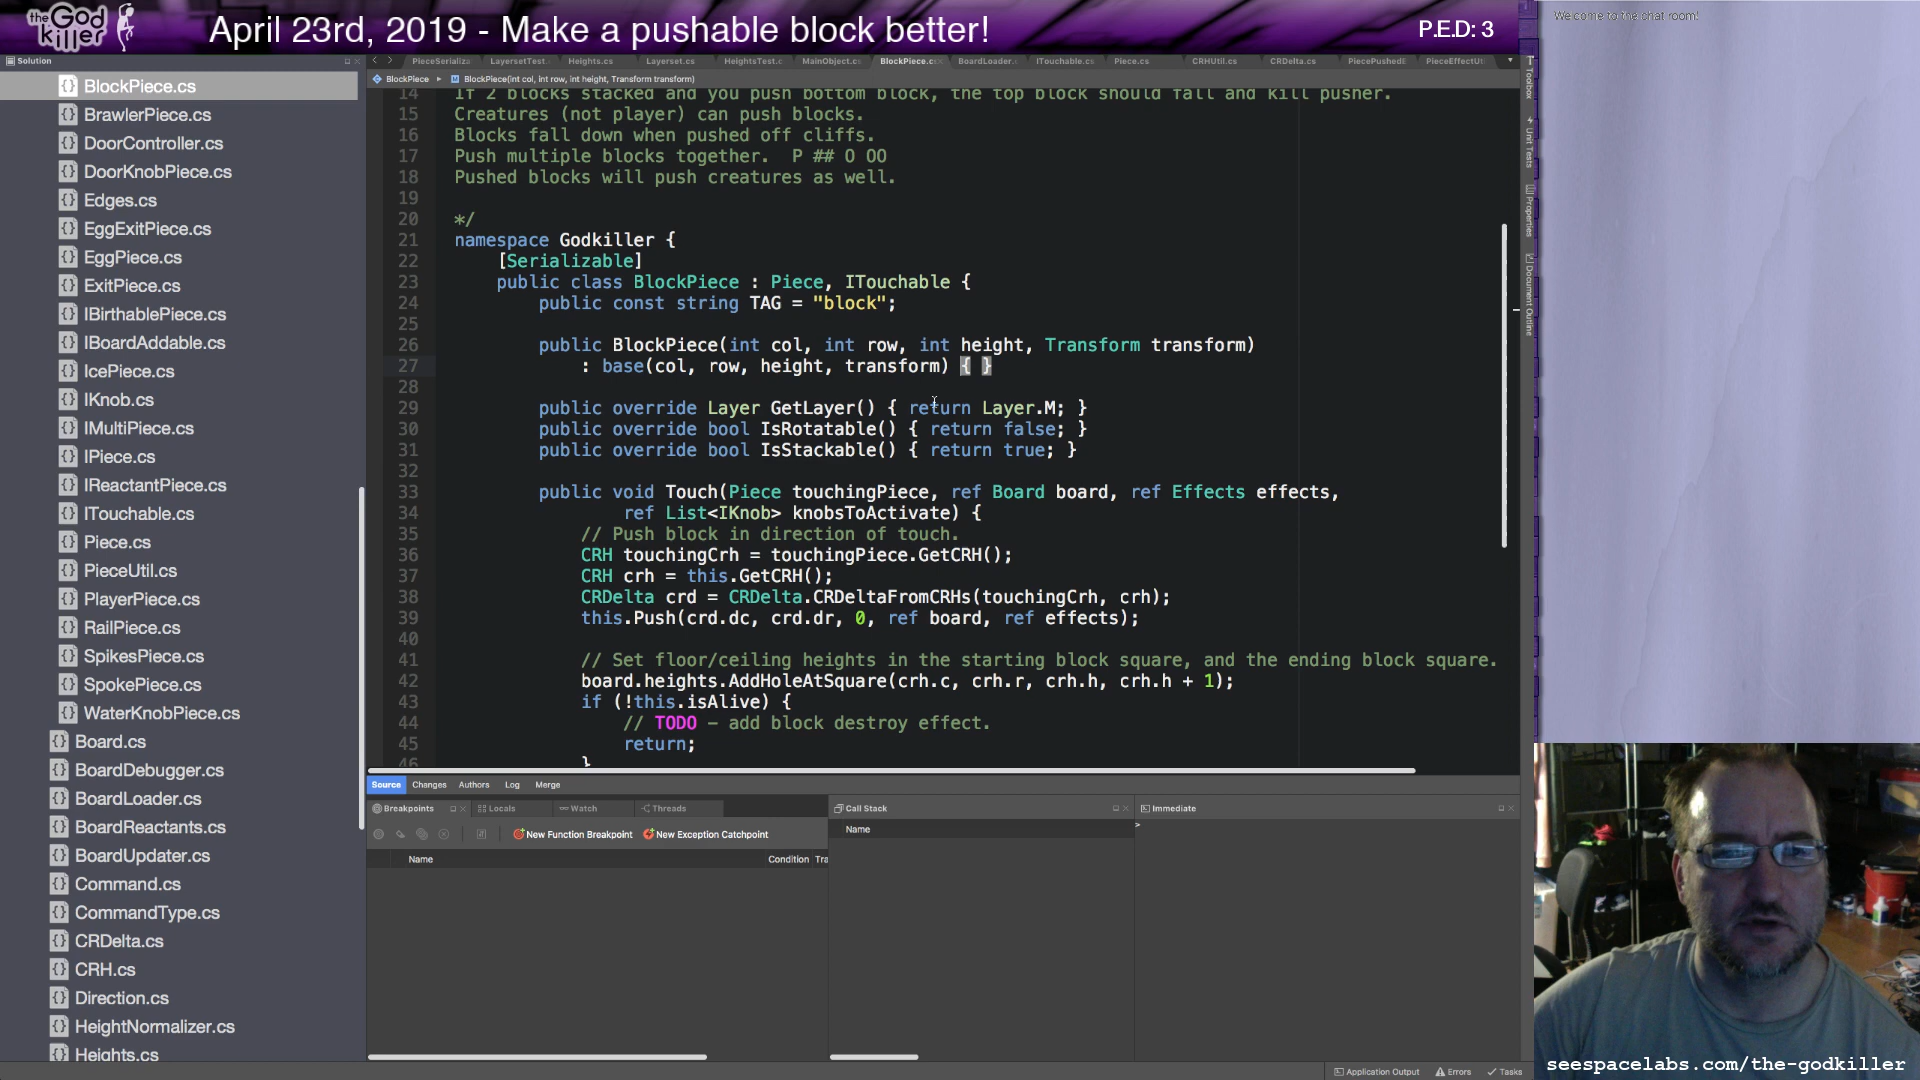 the God killer
April 23rd, 2019 - Make a pushable block better!
P.E.D: 3
Welcome to the chat room!
Solution
PieceSerializa
LayersetTest.
Heights.cs
Layerset.cs
HeightsTest.c
MainObject.cs
BlockPiece.cs
BoardLoader.
ITouchable.cs
Piece.cs
CRHUtil.cs
CRDelta.cs
PiecePushedE
PieceEffectUt
BlockPiece
BlockPiece(int col, int row, int height, Transform transform)
BlockPiece.cs
BrawlerPiece.cs
DoorController.cs
DoorKnobPiece.cs
Edges.cs
EggExitPiece.cs
EggPiece.cs
ExitPiece.cs
IBirthablePiece.cs
IBoardAddable.cs
IcePiece.cs
IKnob.cs
IMultiPiece.cs
IPiece.cs
IReactantPiece.cs
ITouchable.cs
Piece.cs
PieceUtil.cs
PlayerPiece.cs
RailPiece.cs
SpikesPiece.cs
SpokePiece.cs
WaterKnobPiece.cs
Board.cs
BoardDebugger.cs
BoardLoader.cs
BoardReactants.cs
BoardUpdater.cs
Command.cs
CommandType.cs
CRDelta.cs
CRH.cs
Direction.cs
HeightNormalizer.cs
Heights.cs
14 If 2 blocks stacked and you push bottom block, the top block should fall and kill pusher.
15 Creatures (not player) can push blocks.
16 Blocks fall down when pushed off cliffs.
17 Push multiple blocks together.  P ## O OO
18 Pushed blocks will push creatures as well.
19
20 */
21 namespace Godkiller {
22 [Serializable]
23 public class BlockPiece : Piece, ITouchable {
24 public const string TAG = "block";
25
26 public BlockPiece(int col, int row, int height, Transform transform)
27 : base(col, row, height, transform) { }
28
29 public override Layer GetLayer() { return Layer.M; }
30 public override bool IsRotatable() { return false; }
31 public override bool IsStackable() { return true; }
32
33 public void Touch(Piece touchingPiece, ref Board board, ref Effects effects,
34 ref List<IKnob> knobsToActivate) {
35 // Push block in direction of touch.
36 CRH touchingCrh = touchingPiece.GetCRH();
37 CRH crh = this.GetCRH();
38 CRDelta crd = CRDelta.CRDeltaFromCRHs(touchingCrh, crh);
39 this.Push(crd.dc, crd.dr, 0, ref board, ref effects);
40
41 // Set floor/ceiling heights in the starting block square, and the ending block square.
42 board.heights.AddHoleAtSquare(crh.c, crh.r, crh.h, crh.h + 1);
43 if (!this.isAlive) {
44 // TODO – add block destroy effect.
45 return;
46 }
Toolbox
Unit Tests
Properties
Document Outline
Source
Changes
Authors
Log
Merge
Breakpoints
Locals
Watch
Threads
Call Stack
Immediate
New Function Breakpoint
New Exception Catchpoint
Name
Condition
Tra
Name
>
Application Output
Errors
Tasks
seespacelabs.com/the-godkiller